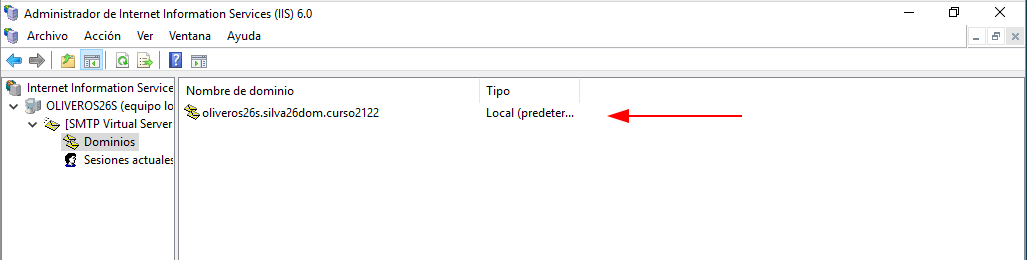 Administrador de Internet Information Services (IIS) 6.0
Archivo Acción Ver Ventana Ayuda
Internet Information Service
OLIVEROS26S (equipo lo
[SMTP Virtual Server
Dominios
Sesiones actuales
Nombre de dominio Tipo
oliveros26s.silva26dom.curso2122 Local (predeter...